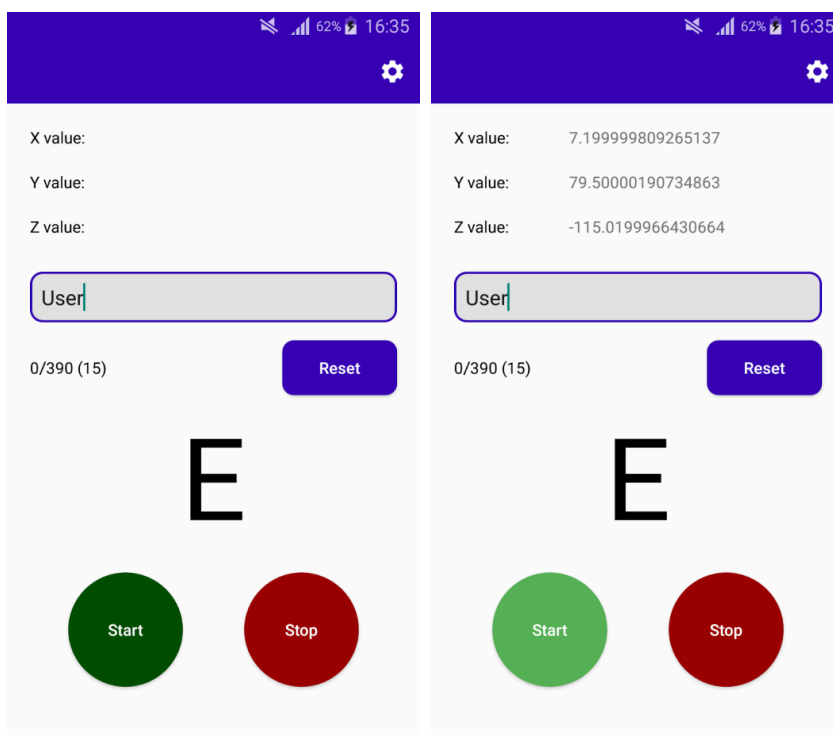 62% 16:35
X value:
Y value:
Z value:
User
0/390 (15) Reset
E
Start Stop
62% 16:35
X value: 7.199999809265137
Y value: 79.50000190734863
Z value: -115.0199966430664
User
0/390 (15) Reset
E
Start Stop